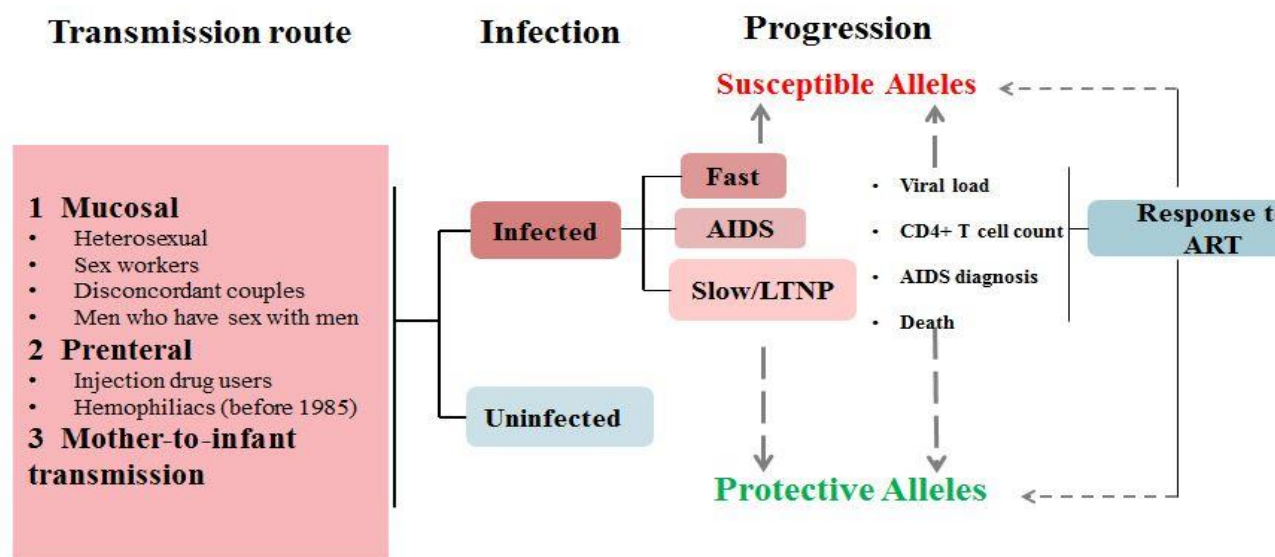 Transmission route
Infection
Progression
Susceptible Alleles
1 Mucosal
• Heterosexual
• Sex workers
• Disconcordant couples
• Men who have sex with men
2 Prenteral
• Injection drug users
• Hemophiliacs (before 1985)
3 Mother-to-infant
transmission
Infected
Uninfected
Fast
AIDS
Slow/LTNP
• Viral load
• CD4+ T cell count
• AIDS diagnosis
• Death
Response t
ART
Protective Alleles